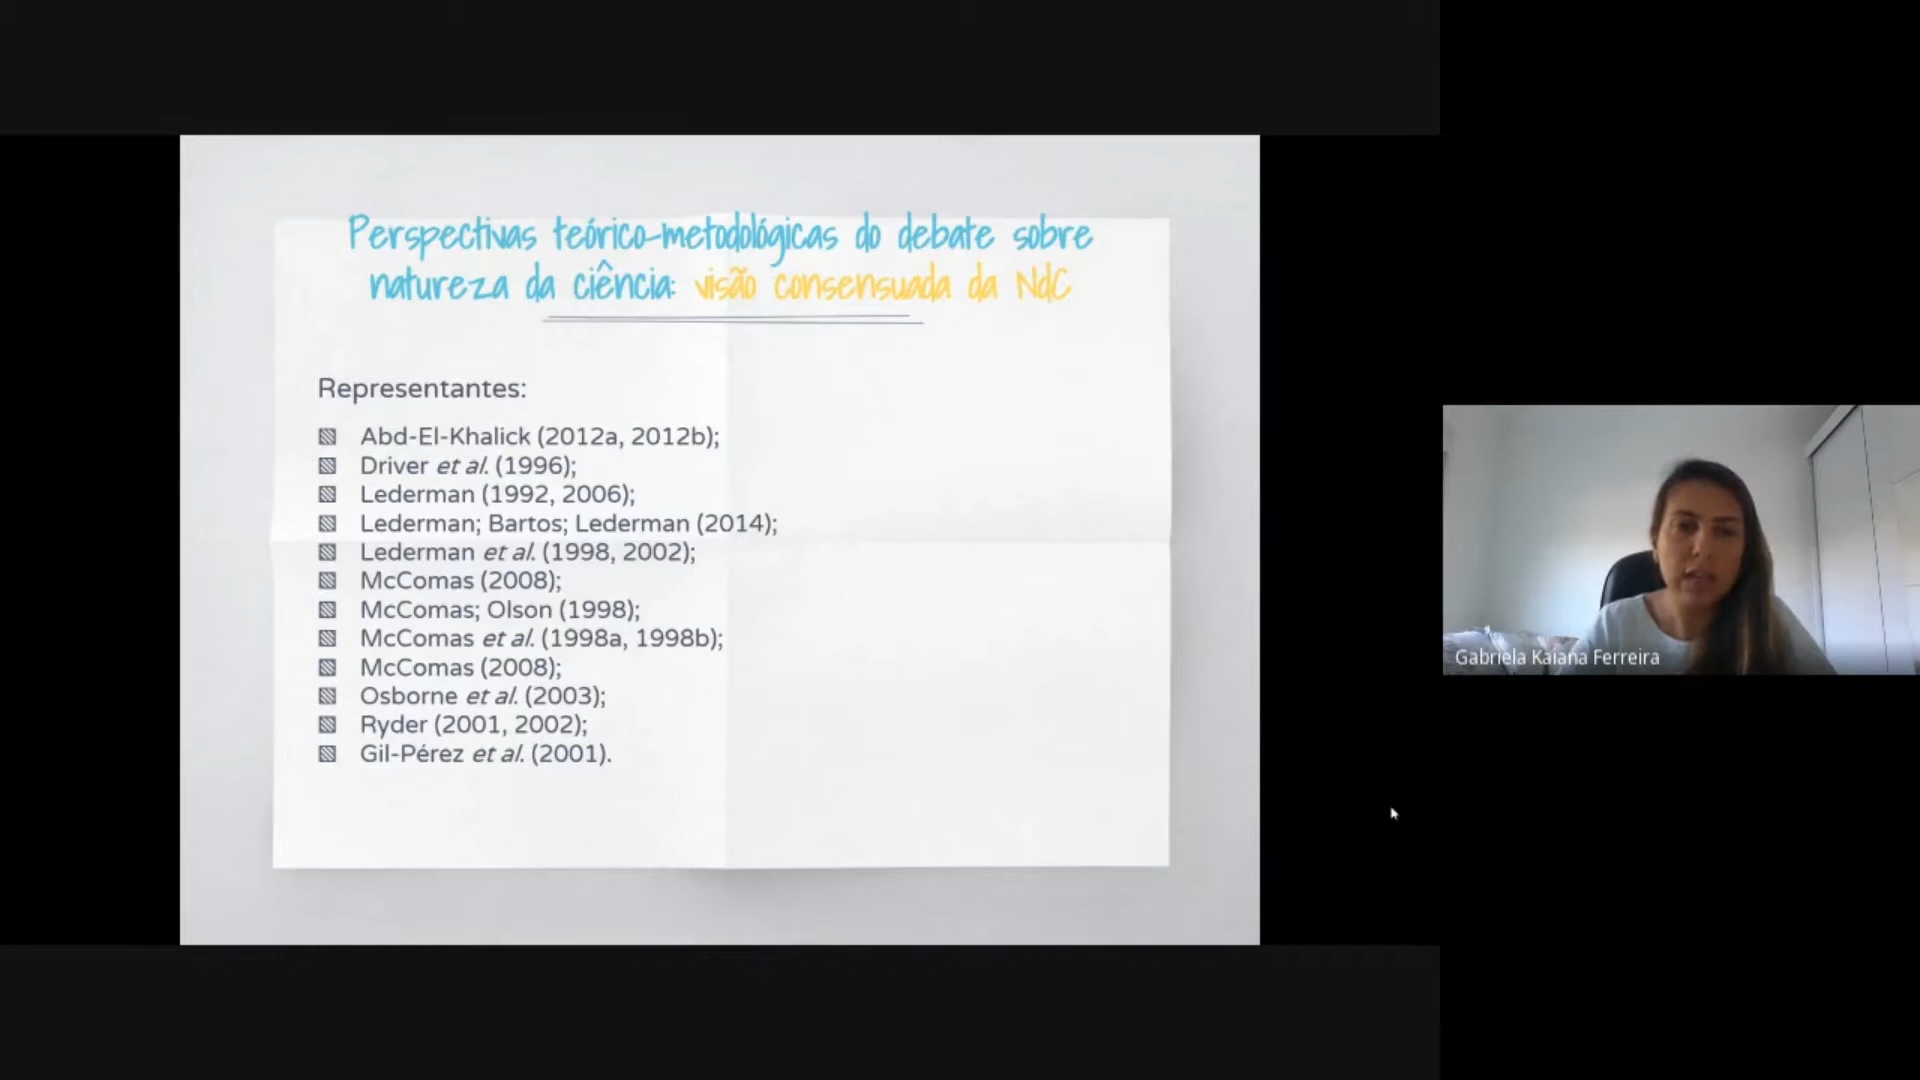 Perspectivas teórico-metodológicas do debate sobre
natureza da ciência: visão consensuada da NdC
Representantes:
Abd-El-Khalick (2012a, 2012b);
Driver et al. (1996);
Lederman (1992, 2006);
Lederman; Bartos; Lederman (2014);
Lederman et al. (1998, 2002);
McComas (2008);
McComas; Olson (1998);
McComas et al. (1998a, 1998b);
McComas (2008);
Osborne et al. (2003);
Ryder (2001, 2002);
Gil-Pérez et al. (2001).
Gabriela Kaiana Ferreira